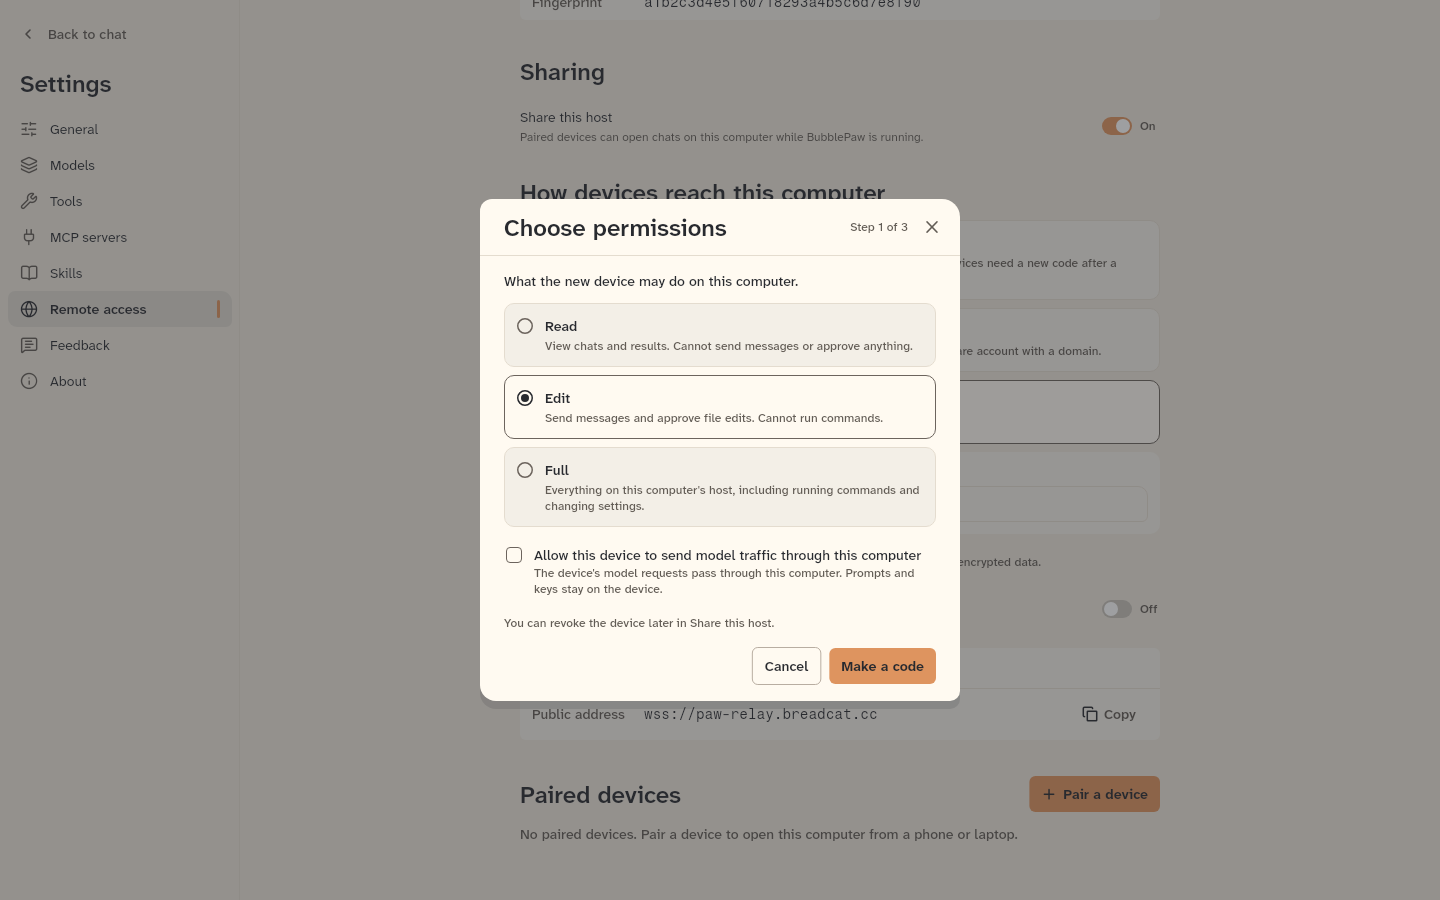 Back to chat
Settings
General
Models
Tools
MCP servers
Skills
Remote access
Feedback
About
Fingerprint
Sharing
Share this host
Paired devices can open chats on this computer while BubblePaw is running.
On
How devices reach this computer
Choose permissions
Step 1 of 3
What the new device may do on this computer.
Read
View chats and results. Cannot send messages or approve anything.
Edit
Send messages and approve file edits. Cannot run commands.
Full
Everything on this computer's host, including running commands and
changing settings.
Allow this device to send model traffic through this computer
The device's model requests pass through this computer. Prompts and
keys stay on the device.
You can revoke the device later in Share this host.
Cancel
Make a code
need a new code after a
account with a domain.
encrypted data.
Off
Public address wss://paw-relay.breadcat.cc
Copy
Paired devices
Pair a device
No paired devices. Pair a device to open this computer from a phone or laptop.